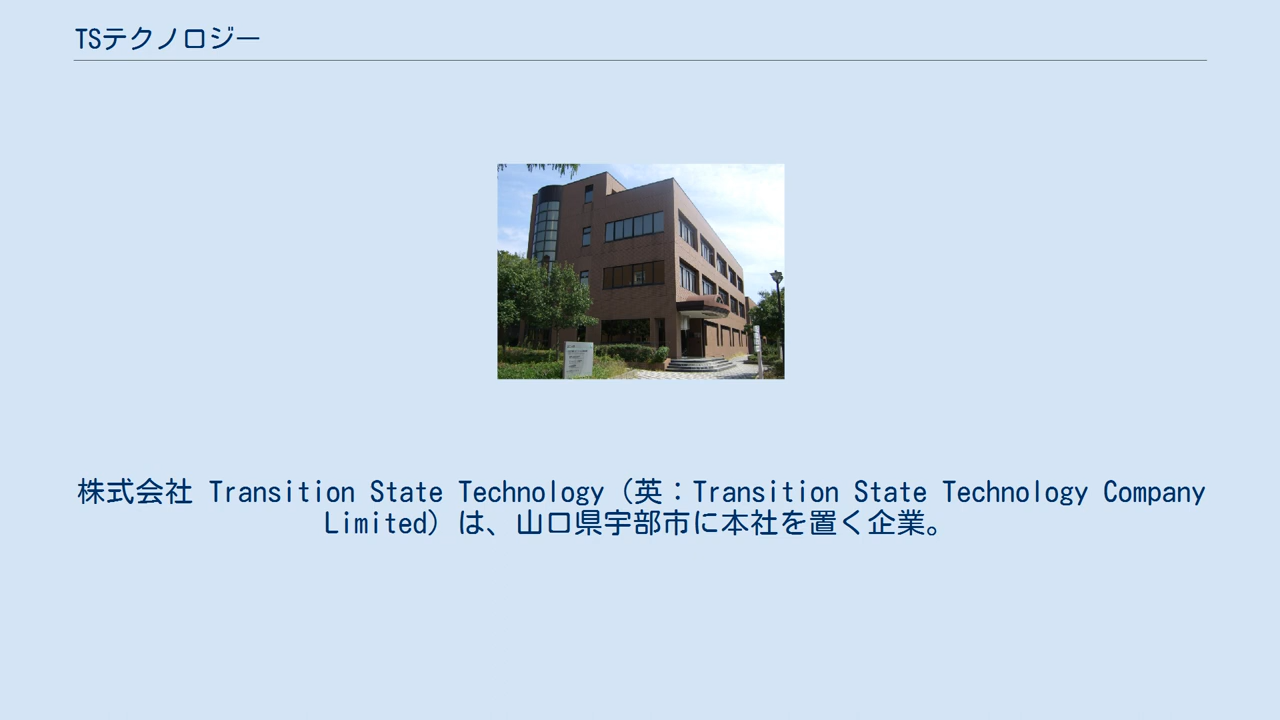 TSテクノロジー
株式会社 Transition State Technology（英：Transition State Technology Company
Limited）は、山口県宇部市に本社を置く企業。